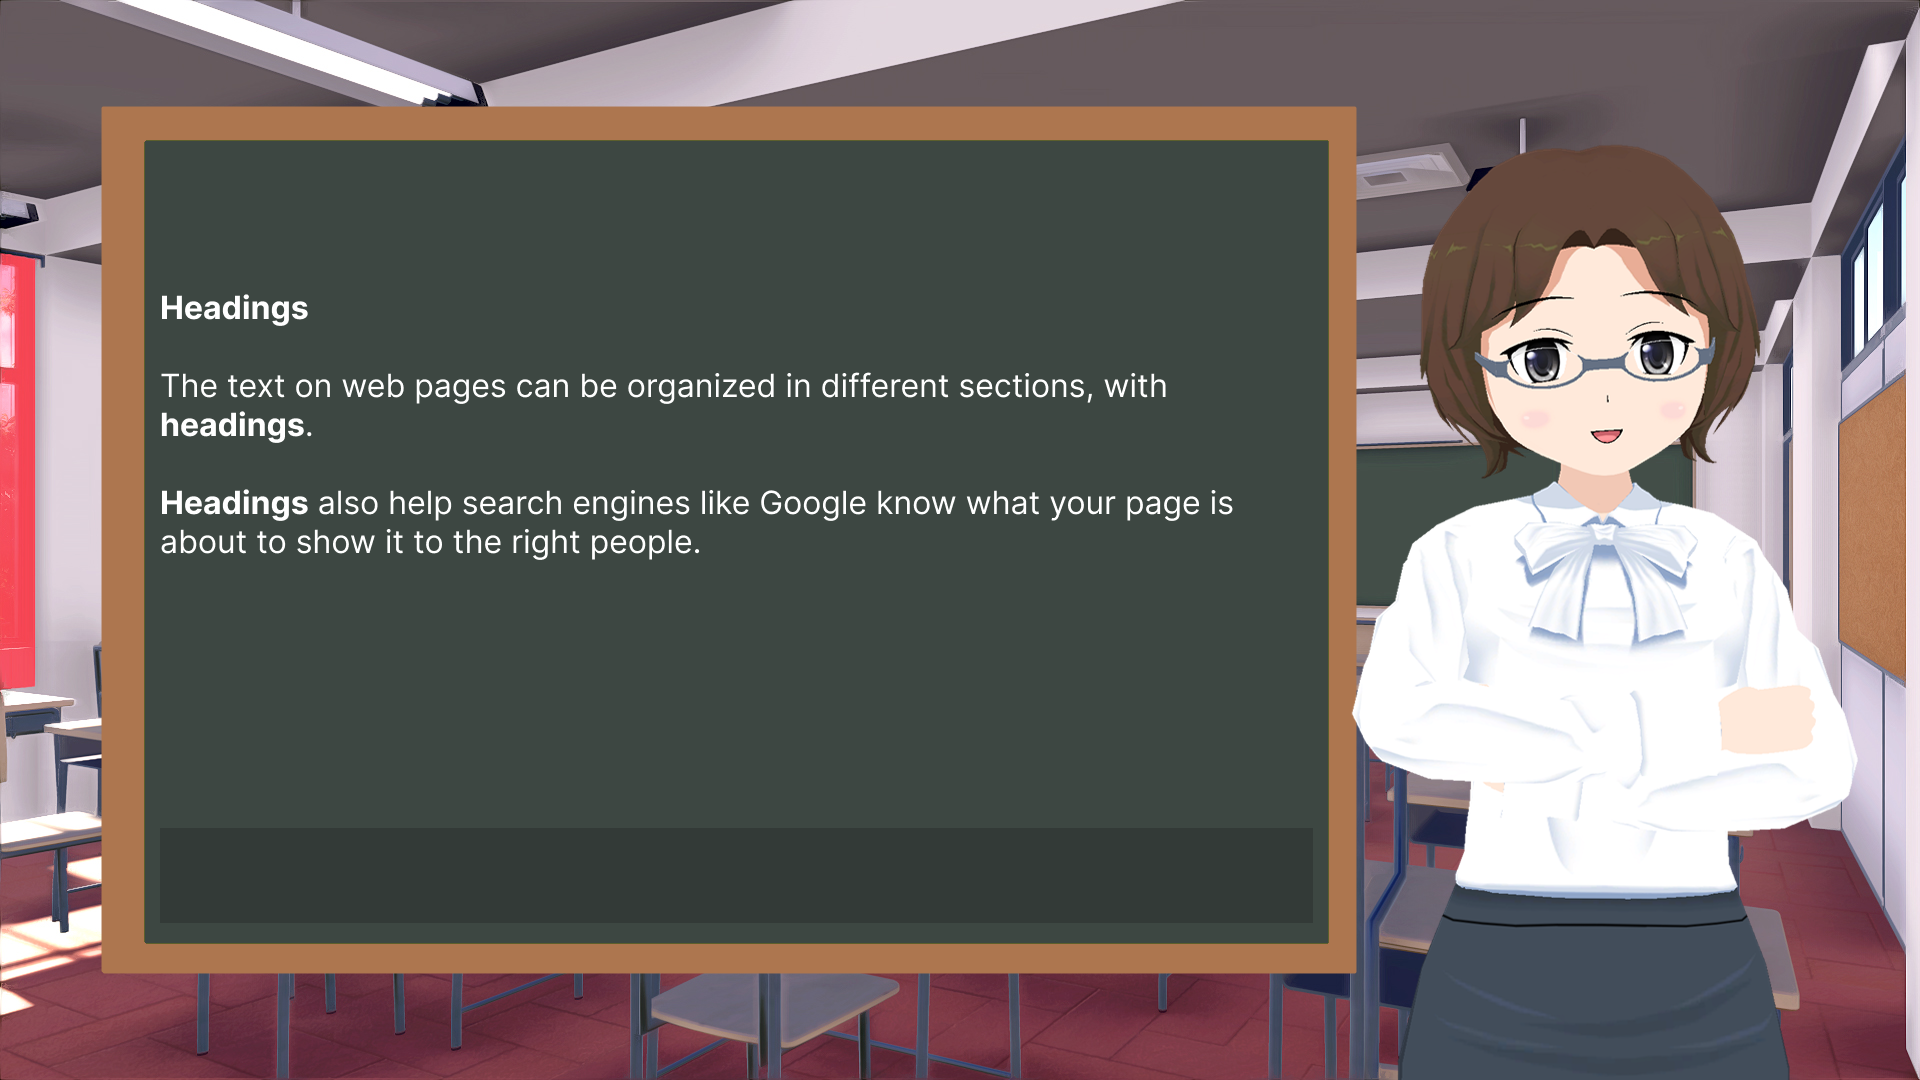 Headings
The text on web pages can be organized in different sections, with
headings.
Headings also help search engines like Google know what your page is
about to show it to the right people.